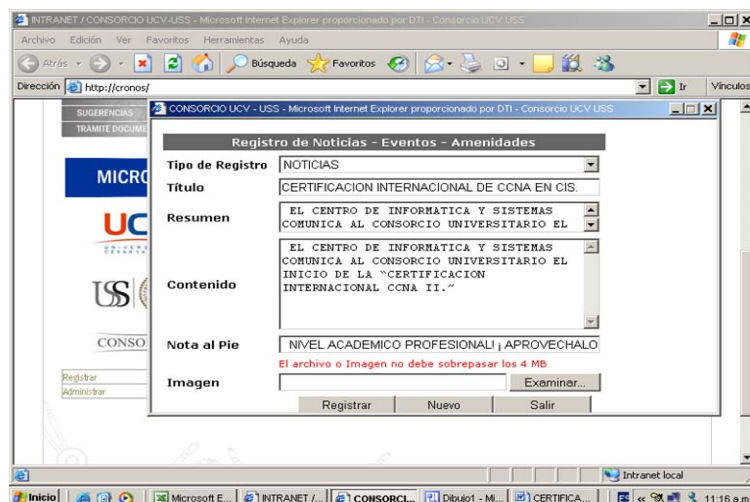 INTRANET / CONSORCIO UCV-USS - Microsoft Internet Explorer proporcionado por DTI - Consorcio UCV USS
Archivo Edición Ver Favoritos Herramientas Ayuda
Atrás Búsqueda Favoritos
Dirección http://cronos/ Ir Vínculos
SUGERENCIAS
TRAMITE DOCUME
CONSORCIO UCV - USS - Microsoft Internet Explorer proporcionado por DTI - Consorcio UCV USS
Registro de Noticias - Eventos - Amenidades
Tipo de Registro NOTICIAS
Título CERTIFICACION INTERNACIONAL DE CCNA EN CIS.
Resumen EL CENTRO DE INFORMATICA Y SISTEMAS
COMUNICA AL CONSORCIO UNIVERSITARIO EL
Contenido EL CENTRO DE INFORMATICA Y SISTEMAS
COMUNICA AL CONSORCIO UNIVERSITARIO EL
INICIO DE LA “CERTIFICACION
INTERNACIONAL CCNA II.”
Nota al Pie NIVEL ACADEMICO PROFESIONAL! ¡ APROVECHALO
El archivo o Imagen no debe sobrepasar los 4 MB
Imagen Examinar...
Registrar Nuevo Salir
MICRO
UC
USS
CONSO
Registrar
Administrar
Intranet local
Inicio Microsoft E... INTRANET /... CONSORCI... Dibujo1 - Mi... CERTIFICA... ES 11:16 a.m.